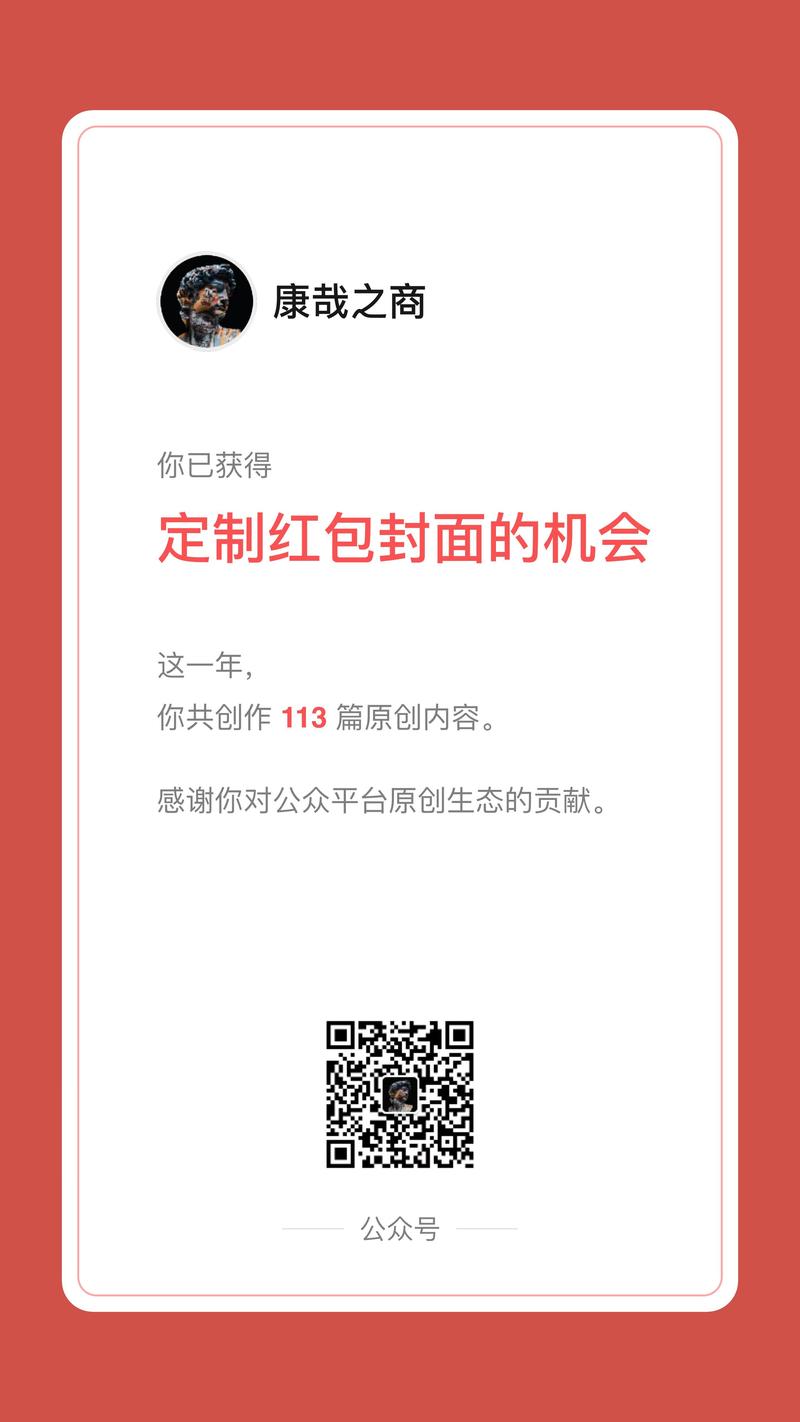 康哉之商
你已获得
定制红包封面的机会
这一年，
你共创作 113 篇原创内容。
感谢你对公众平台原创生态的贡献。
公众号